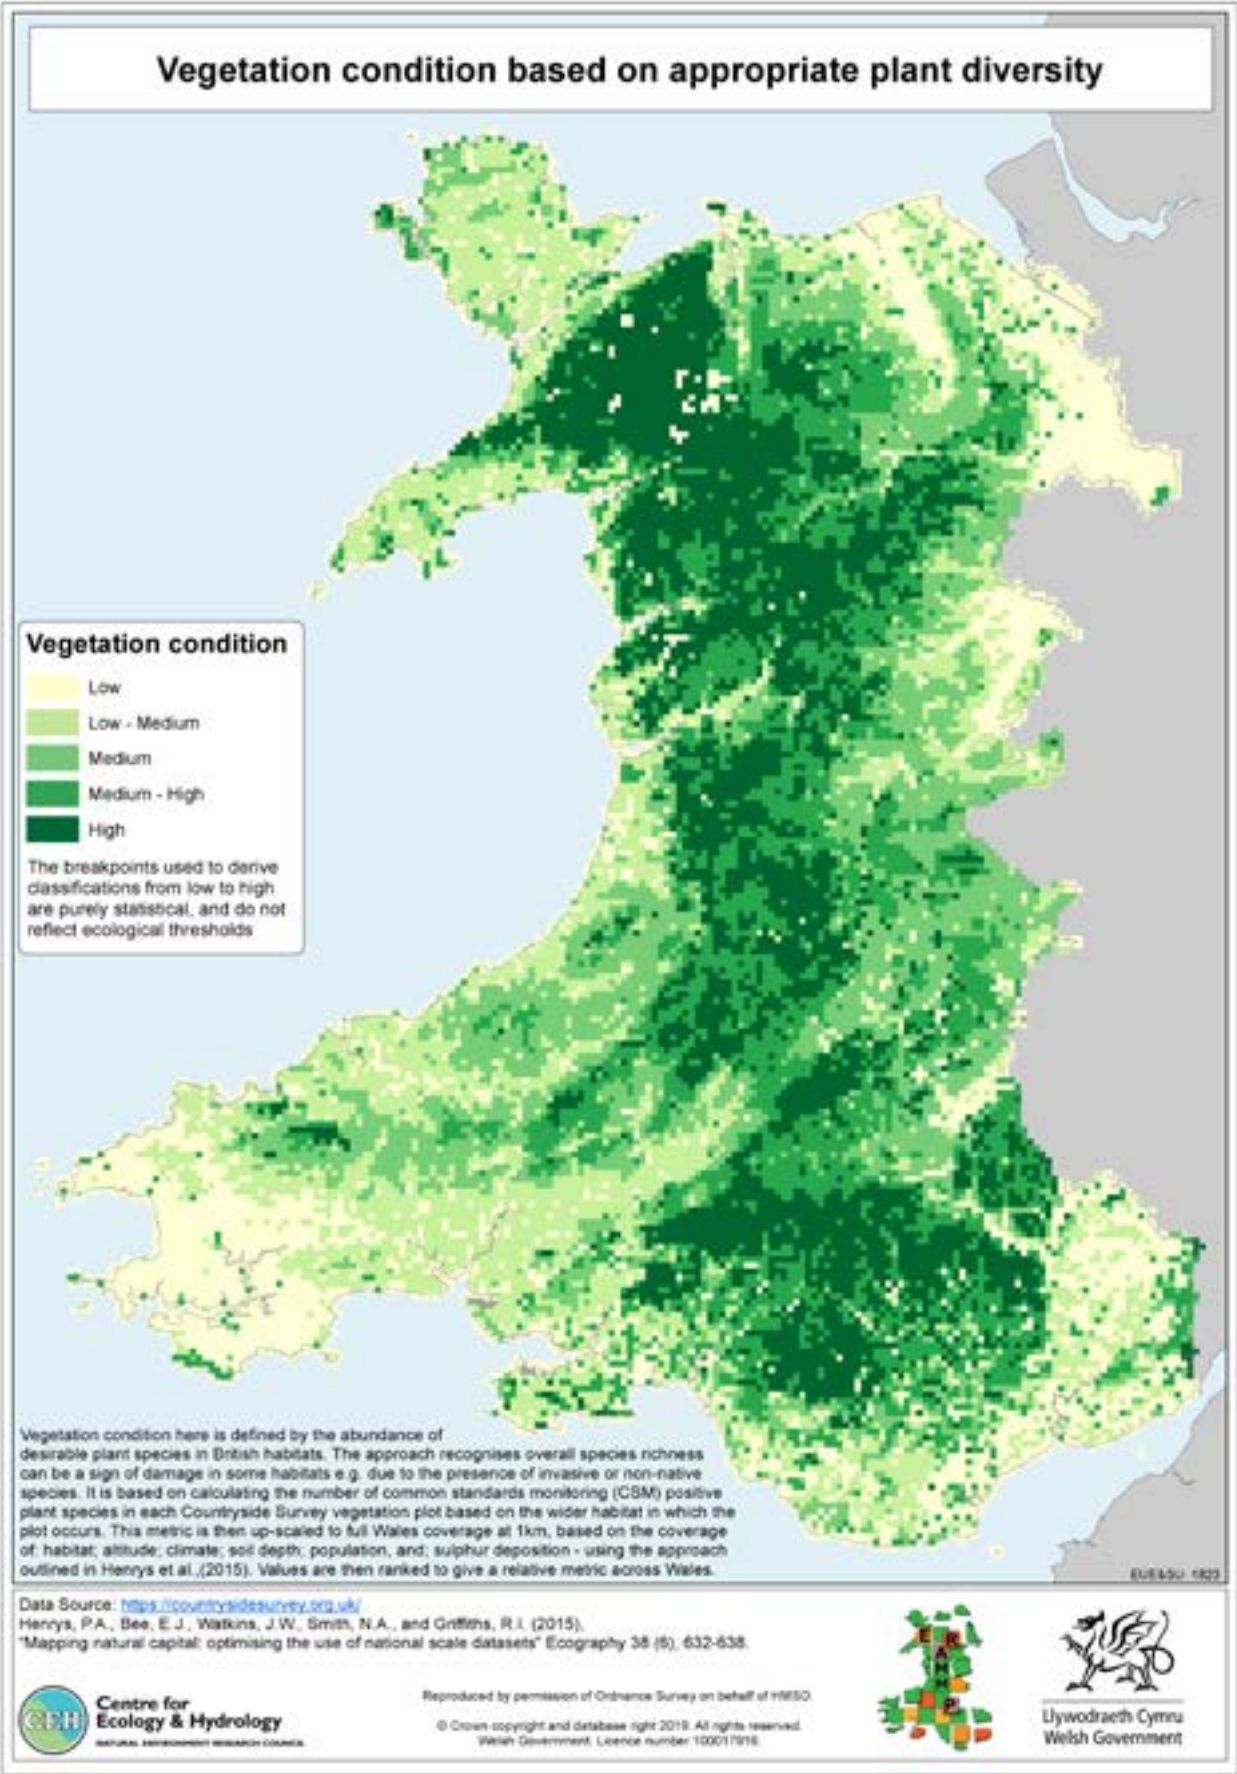 Vegetation condition based on appropriate plant diversity
Vegetation condition
Low
Low - Medium
Medium
Medium - High
High
The breakpoints used to derive
classifications from low to high
are purely statistical, and do not
reflect ecological thresholds
Vegetation condition here is defined by the abundance of
desirable plant species in British habitats. The approach recognises overall species richness
can be a sign of damage in some habitats e.g. due to the presence of invasive or non-native
species. It is based on calculating the number of common standards monitoring (CSM) positive
plant species in each Countryside Survey vegetation plot based on the wider habitat in which the
plot occurs. This metric is then up-scaled to full Wales coverage at 1km, based on the coverage
of: habitat; altitude; climate; soil depth; population, and; sulphur deposition - using the approach
outlined in Henrys et al.,(2015). Values are then ranked to give a relative metric across Wales.
EUE&SU: 1823
Data Source: https://countrysidesurvey.org.uk/
Henrys, P.A., Bee, E.J., Watkins, J.W., Smith, N.A., and Griffiths, R.I. (2015),
"Mapping natural capital: optimising the use of national scale datasets" Ecography 38 (6), 632-638.
CEH
Centre for
Ecology & Hydrology
NATURAL ENVIRONMENT RESEARCH COUNCIL
Reproduced by permission of Ordnance Survey on behalf of HMSO.
© Crown copyright and database right 2019. All rights reserved.
Welsh Government. Licence number 100017916.
E R
A
M
M
P
Llywodraeth Cymru
Welsh Government